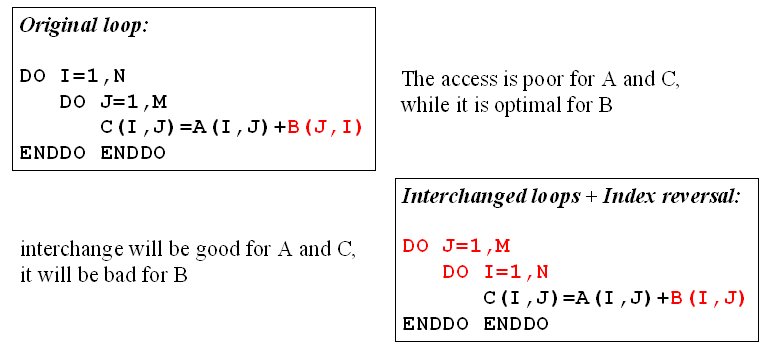 Original loop:
DO I=1,N
DO J=1,M
C(I,J)=A(I,J)+B(J,I)
ENDDO ENDDO
The access is poor for A and C,
while it is optimal for B
interchange will be good for A and C,
it will be bad for B
Interchanged loops + Index reversal:
DO J=1,M
DO I=1,N
C(I,J)=A(I,J)+B(I,J)
ENDDO ENDDO